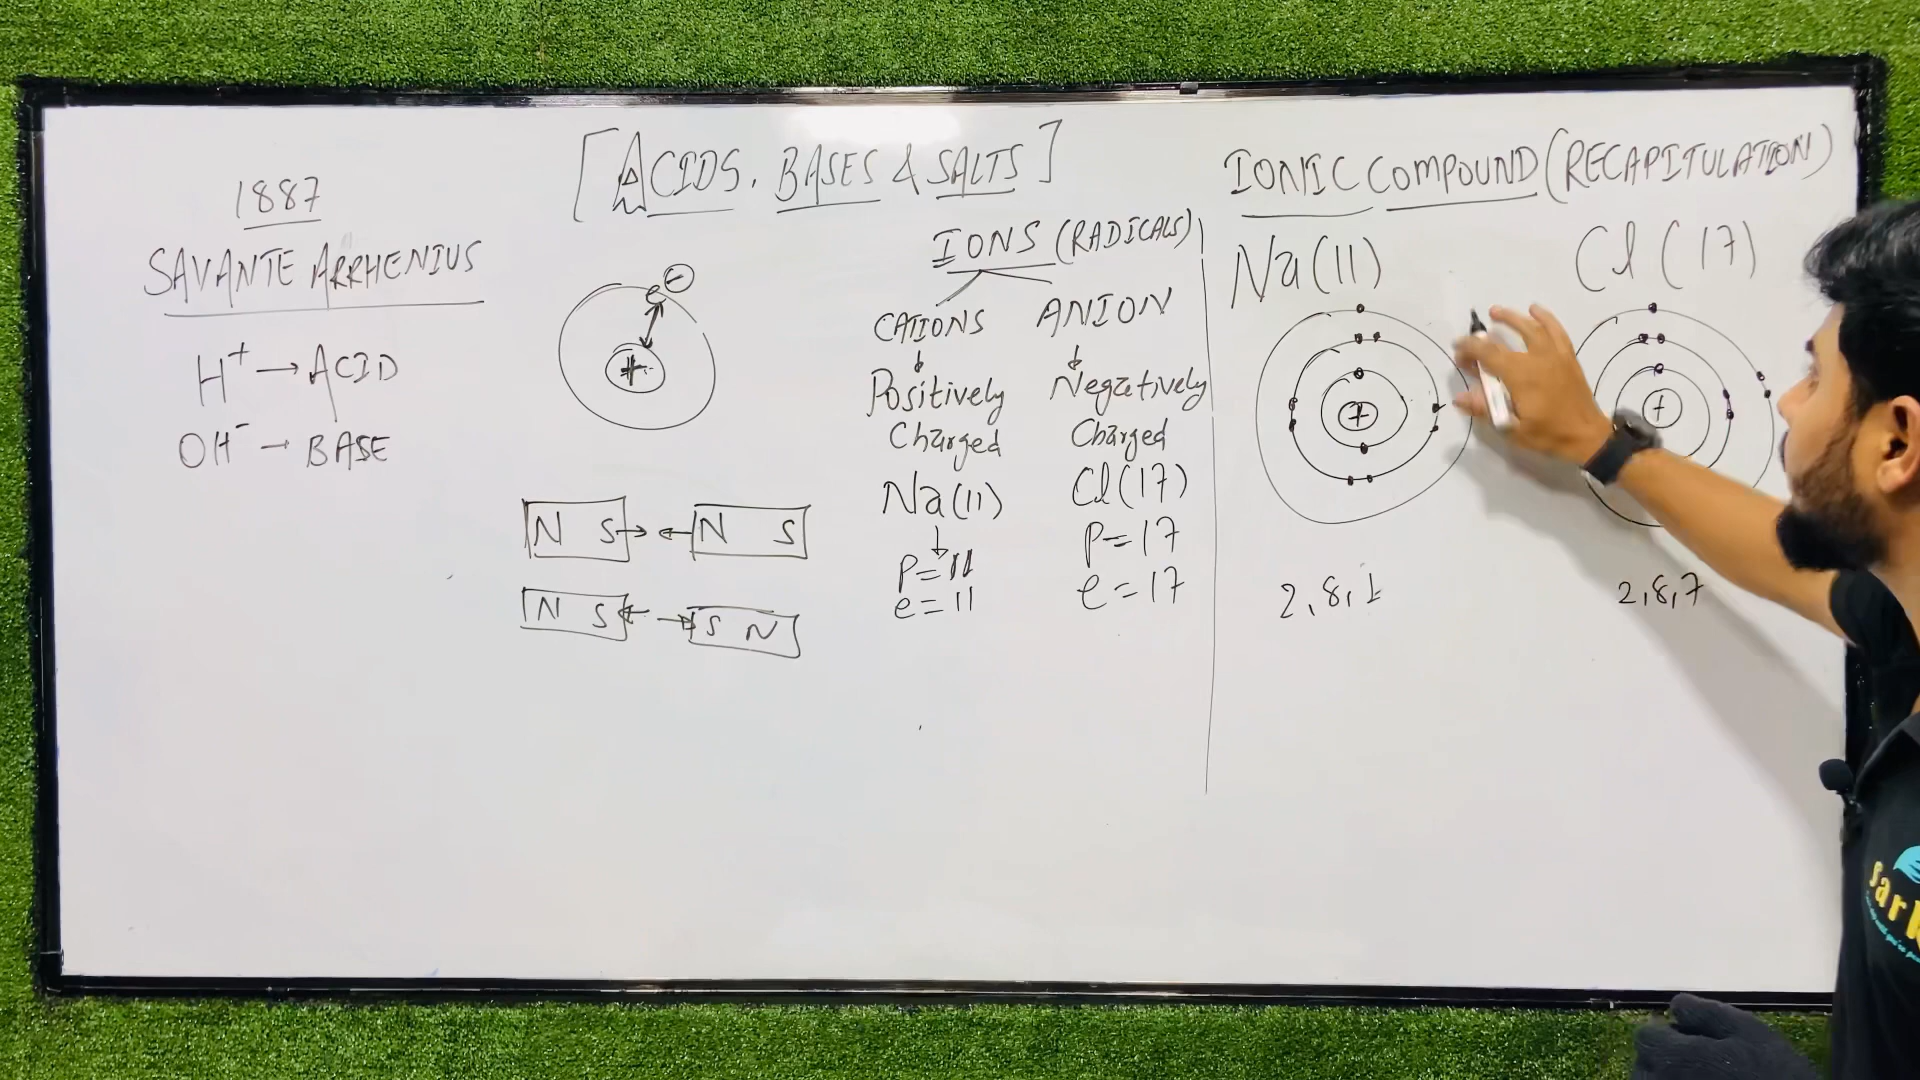 [ACIDS, BASES & SALTS]
1887
SAVANTE ARRHENIUS
H⁺ → ACID
OH⁻ → BASE
e⁻
+
N S → ← N S
N S ← → S N
IONS (RADICALS)
CATIONS
Positively
Charged
Na(11)
P=11
e=11
ANION
Negatively
Charged
Cl(17)
P=17
e=17
IONIC COMPOUND (RECAPITULATION)
Na(11)
+
2,8,1
Cl(17)
+
2,8,7